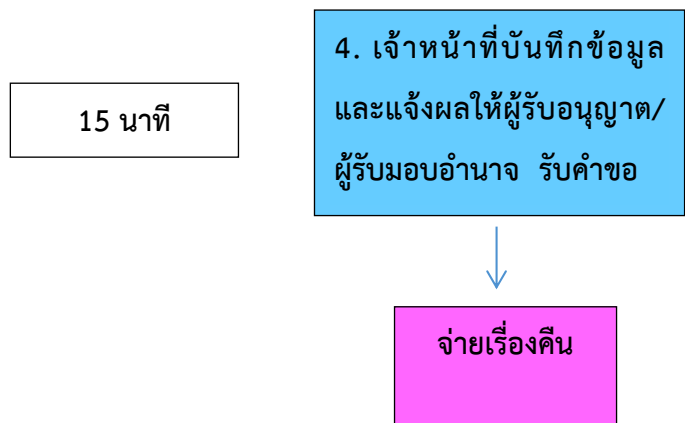 15 นาที
4. เจ้าหน้าที่บันทึกข้อมูล
และแจ้งผลให้ผู้รับอนุญาต/
ผู้รับมอบอำนาจ รับคำขอ
จ่ายเรื่องคืน